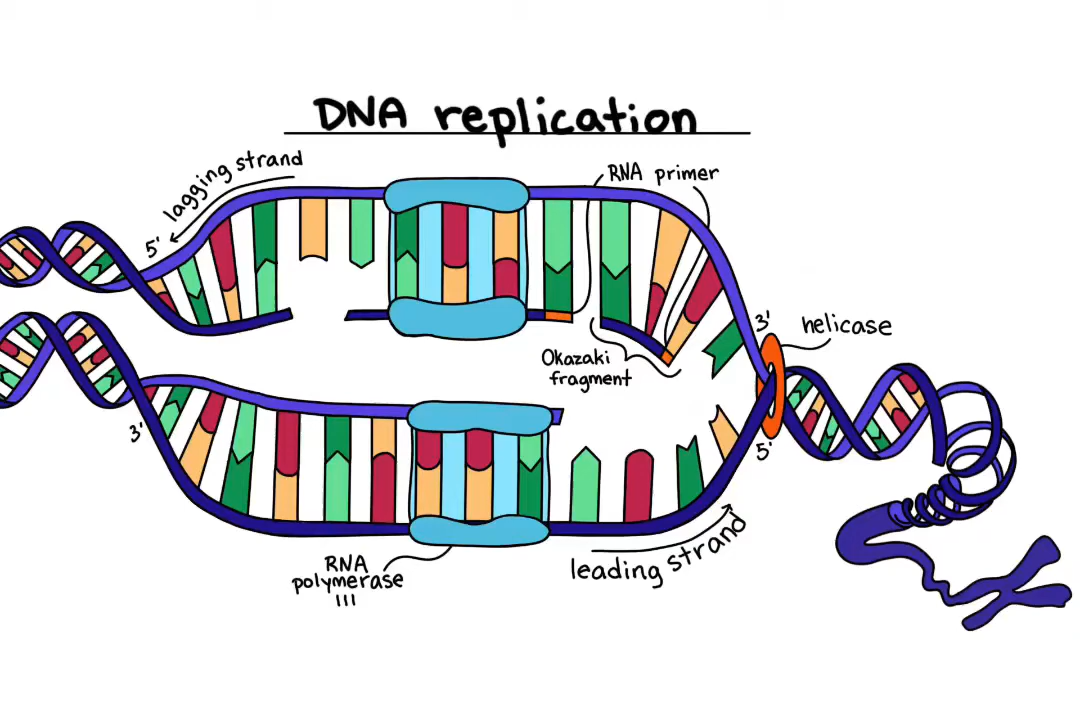 DNA replication
lagging strand
RNA primer
5'
3'
helicase
Okazaki
fragment
3'
5'
leading strand
RNA
polymerase
III